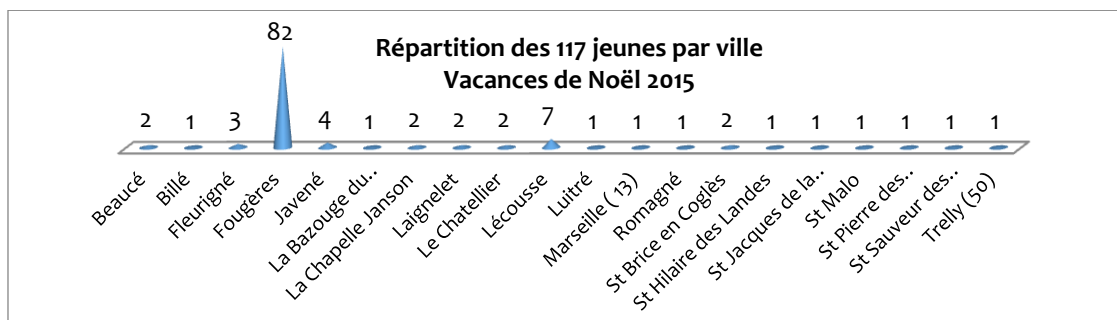 82
Répartition des 117 jeunes par ville
Vacances de Noël 2015
2 1 3 4 1 2 2 2 7 1 1 1 2 1 1 1 1 1 1
Beaucé
Billé
Fleurigné
Fougères
Javené
La Bazouge du..
La Chapelle Janson
Laignelet
Le Chatellier
Lécousse
Luitré
Marseille ( 13)
Romagné
St Brice en Coglès
St Hilaire des Landes
St Jacques de la..
St Malo
St Pierre des..
St Sauveur des..
Trelly (50)